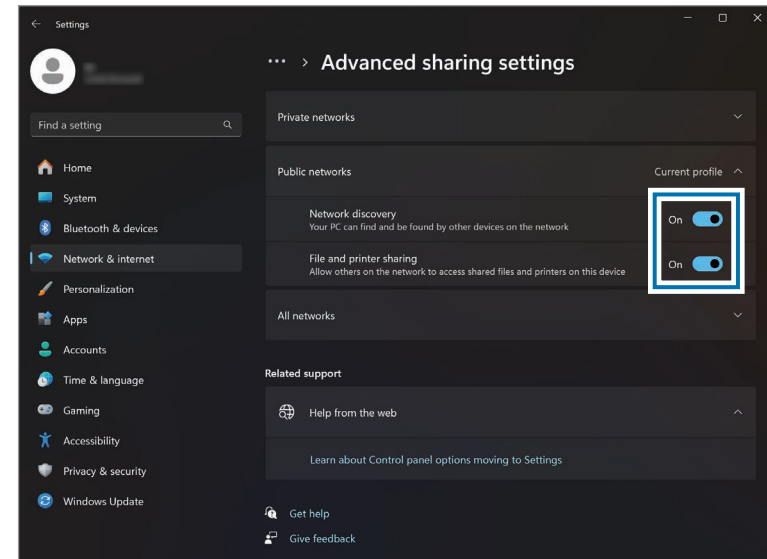 Settings
Advanced sharing settings
Find a setting
Home
System
Bluetooth & devices
Network & internet
Personalization
Apps
Accounts
Time & language
Gaming
Accessibility
Privacy & security
Windows Update
Private networks
Public networks
Current profile
Network discovery
Your PC can find and be found by other devices on the network
On
File and printer sharing
Allow others on the network to access shared files and printers on this device
On
All networks
Related support
Help from the web
Learn about Control panel options moving to Settings
Get help
Give feedback